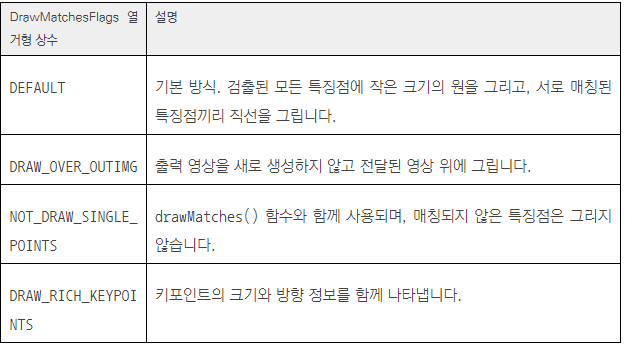 DrawMatchesFlags 열
거형 상수
설명
DEFAULT
기본 방식. 검출된 모든 특징점에 작은 크기의 원을 그리고, 서로 매칭된
특징점끼리 직선을 그립니다.
DRAW_OVER_OUTIMG
출력 영상을 새로 생성하지 않고 전달된 영상 위에 그립니다.
NOT_DRAW_SINGLE_
POINTS
drawMatches() 함수와 함께 사용되며, 매칭되지 않은 특징점은 그리지
않습니다.
DRAW_RICH_KEYPOI
NTS
키포인트의 크기와 방향 정보를 함께 나타냅니다.